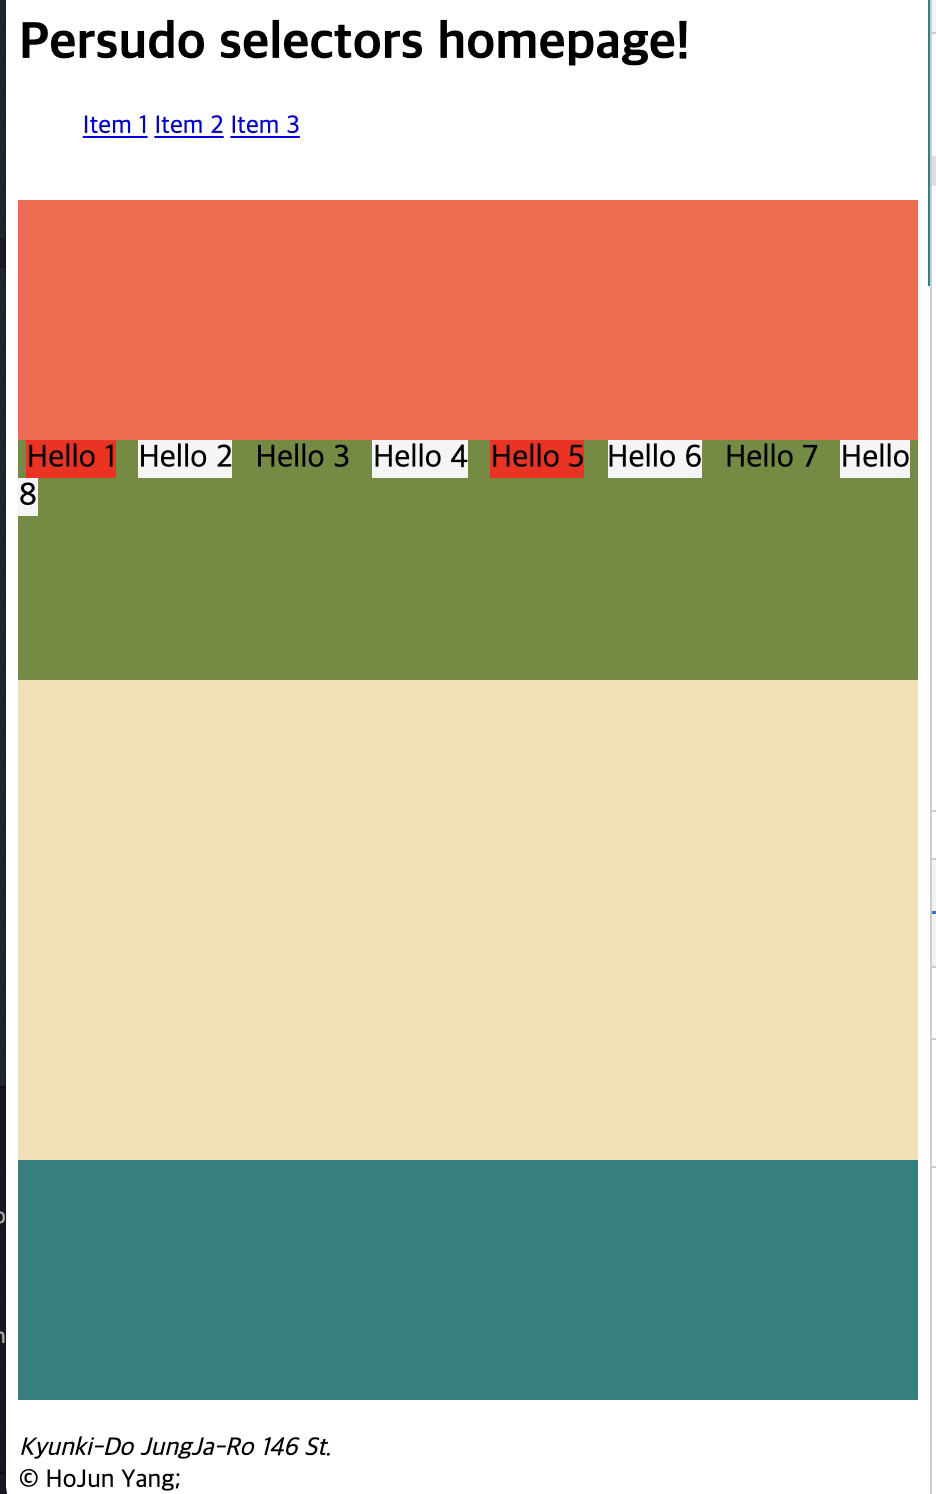 Persudo selectors homepage!
Item 1 Item 2 Item 3
Hello 1 Hello 2 Hello 3 Hello 4 Hello 5 Hello 6 Hello 7 Hello
8
Kyunki-Do JungJa-Ro 146 St.
© HoJun Yang;